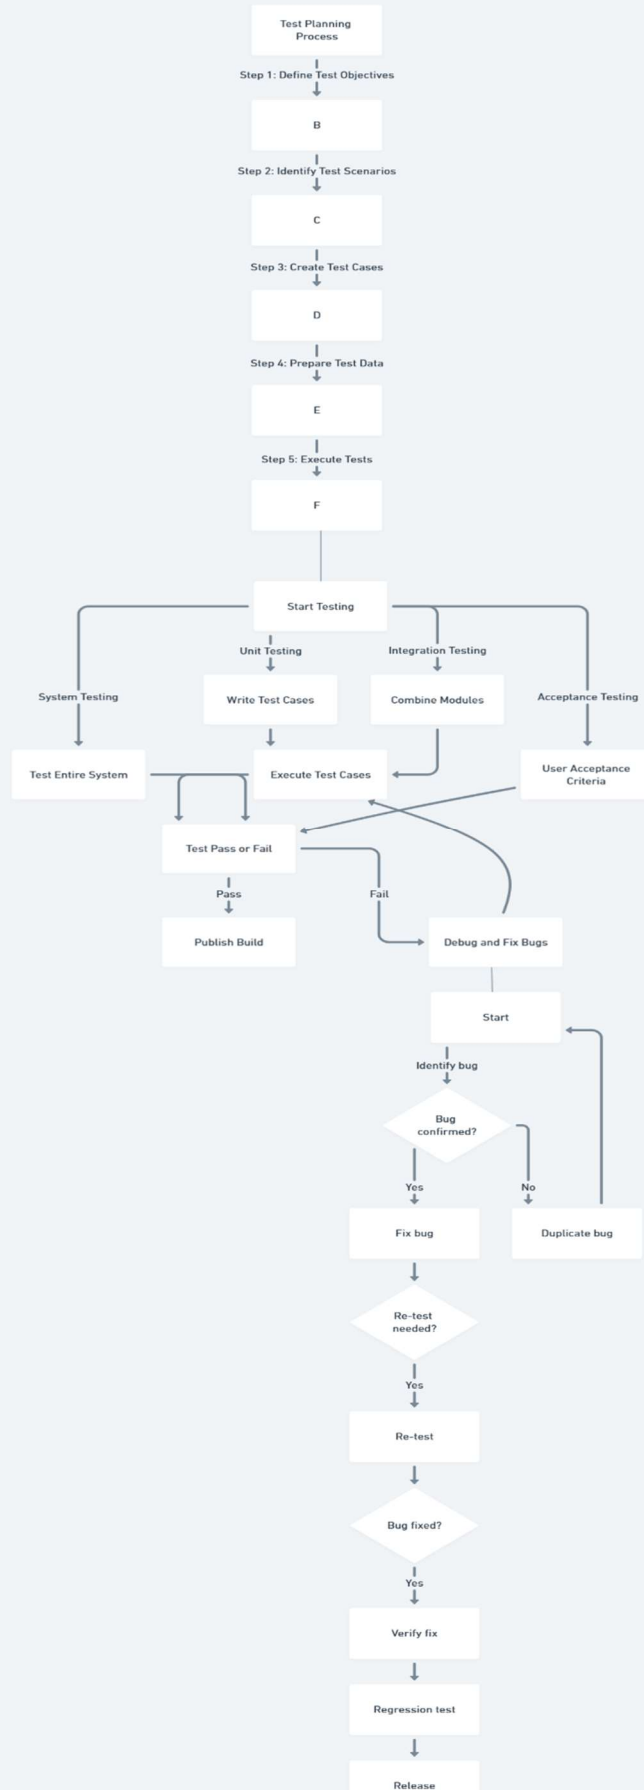 Test Planning
Process
Step 1: Define Test Objectives
B
Step 2: Identify Test Scenarios
C
Step 3: Create Test Cases
D
Step 4: Prepare Test Data
E
Step 5: Execute Tests
F
Start Testing
Unit Testing
Integration Testing
System Testing
Write Test Cases
Combine Modules
Acceptance Testing
Test Entire System
Execute Test Cases
User Acceptance
Criteria
Test Pass or Fail
Pass
Fail
Publish Build
Debug and Fix Bugs
Start
Identify bug
Bug
confirmed?
Yes
No
Fix bug
Duplicate bug
Re-test
needed?
Yes
Re-test
Bug fixed?
Yes
Verify fix
Regression test
Release